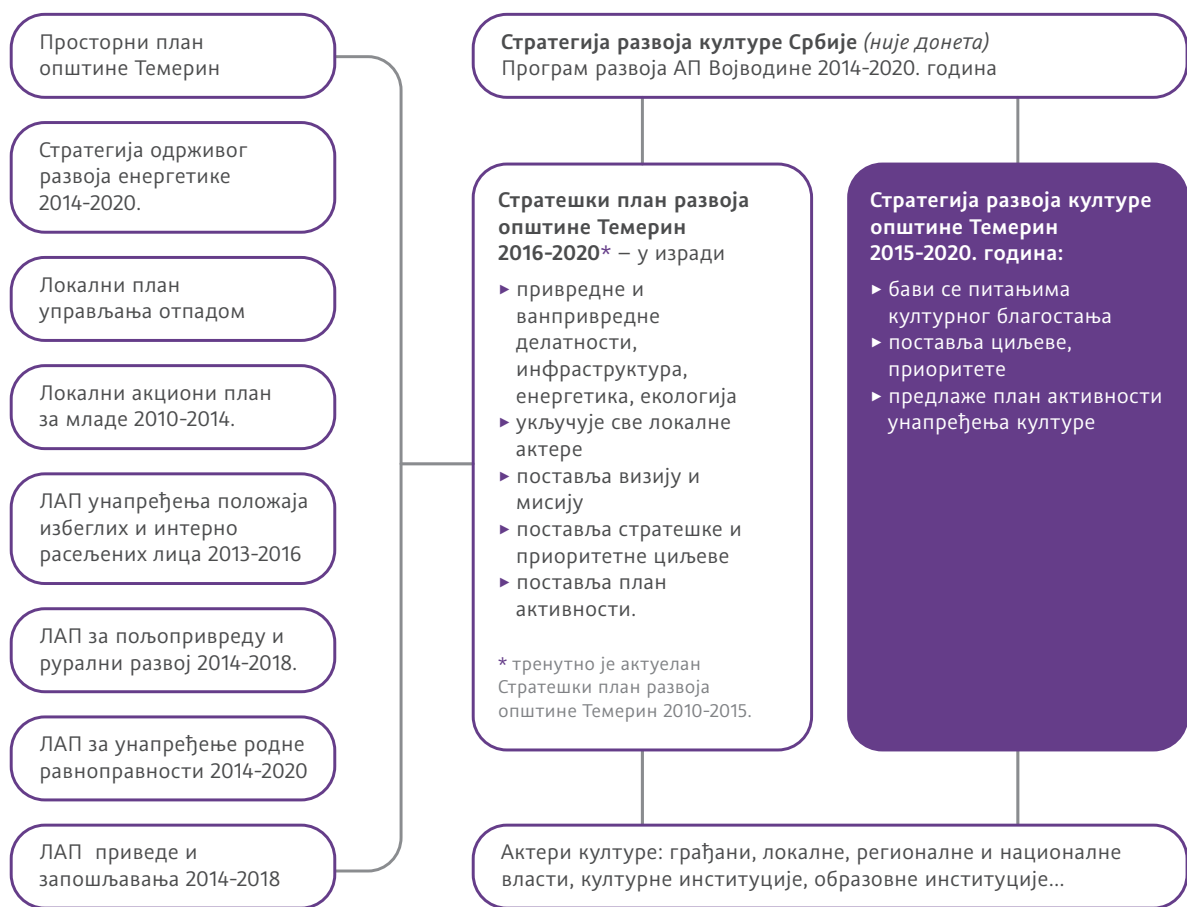 Просторни план
општине Темерин
Стратегија одрживог
развоја енергетике
2014-2020.
Локални план
управљања отпадом
Локални акциони план
за младе 2010-2014.
ЛАП унапређења положаја
избеглих и интерно
расељених лица 2013-2016
ЛАП за пољопривреду и
рурални развој 2014-2018.
ЛАП за унапређење родне
равноправности 2014-2020
ЛАП приведе и
запошљавања 2014-2018
Стратегија развоја културе Србије (није донета)
Програм развоја АП Војводине 2014-2020. година
Стратешки план развоја
општине Темерин
2016-2020* – у изради
▸ привредне и
ванпривредне
делатности,
инфраструктура,
енергетика, екологија
▸ укључује све локалне
актере
▸ поставља визију и
мисију
▸ поставља стратешке и
приоритетне циљеве
▸ поставља план
активности.
* тренутно је актуелан
Стратешки план развоја
општине Темерин 2010-2015.
Стратегија развоја културе
општине Темерин
2015-2020. година:
▸ бави се питањима
културног благостања
▸ поставља циљеве,
приоритете
▸ предлаже план активности
унапређења културе
Актери културе: грађани, локалне, регионалне и националне
власти, културне институције, образовне институције...